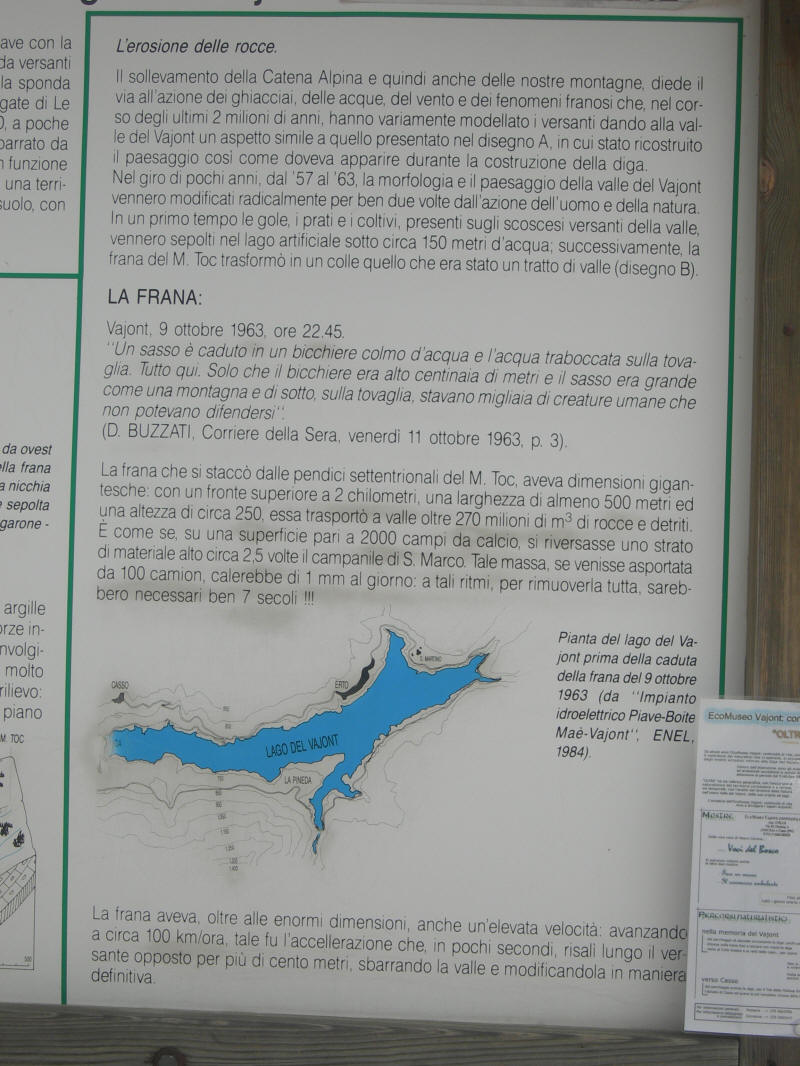 ave con la
da versanti
la sponda
gate di Le
0, a poche
parrato da
n funzione
una terri-
suolo, con
da ovest
ella frana
a nicchia
e sepolta
garone -
argille
orze in-
nvolgi-
molto
rilievo:
piano
M. TOC
500
L'erosione delle rocce.
Il sollevamento della Catena Alpina e quindi anche delle nostre montagne, diede il
via all'azione dei ghiacciai, delle acque, del vento e dei fenomeni franosi che, nel cor-
so degli ultimi 2 milioni di anni, hanno variamente modellato i versanti dando alla val-
le del Vajont un aspetto simile a quello presentato nel disegno A, in cui stato ricostruito
il paesaggio così come doveva apparire durante la costruzione della diga.
Nel giro di pochi anni, dal '57 al '63, la morfologia e il paesaggio della valle del Vajont
vennero modificati radicalmente per ben due volte dall'azione dell'uomo e della natura.
In un primo tempo le gole, i prati e i coltivi, presenti sugli scoscesi versanti della valle,
vennero sepolti nel lago artificiale sotto circa 150 metri d'acqua; successivamente, la
frana del M. Toc trasformò in un colle quello che era stato un tratto di valle (disegno B).
LA FRANA:
Vajont, 9 ottobre 1963, ore 22.45.
''Un sasso è caduto in un bicchiere colmo d'acqua e l'acqua traboccata sulla tova-
glia. Tutto qui. Solo che il bicchiere era alto centinaia di metri e il sasso era grande
come una montagna e di sotto, sulla tovaglia, stavano migliaia di creature umane che
non potevano difendersi''.
(D. BUZZATI, Corriere della Sera, venerdì 11 ottobre 1963, p. 3).
La frana che si staccò dalle pendici settentrionali del M. Toc, aveva dimensioni gigan-
tesche: con un fronte superiore a 2 chilometri, una larghezza di almeno 500 metri ed
una altezza di circa 250, essa trasportò a valle oltre 270 milioni di m³ di rocce e detriti.
È come se, su una superficie pari a 2000 campi da calcio, si riversasse uno strato
di materiale alto circa 2,5 volte il campanile di S. Marco. Tale massa, se venisse asportata
da 100 camion, calerebbe di 1 mm al giorno: a tali ritmi, per rimuoverla tutta, sareb-
bero necessari ben 7 secoli !!!
CASSO
ERTO
S. MARTINO
LAGO DEL VAJONT
LA PINEDA
Pianta del lago del Va-
jont prima della caduta
della frana del 9 ottobre
1963 (da ''Impianto
idroelettrico Piave-Boite
Maè-Vajont'', ENEL,
1984).
La frana aveva, oltre alle enormi dimensioni, anche un'elevata velocità: avanzando
a circa 100 km/ora, tale fu l'accellerazione che, in pochi secondi, risalì lungo il ver-
sante opposto per più di cento metri, sbarrando la valle e modificandola in maniera
definitiva.
EcoMuseo Vajont: con
"OLTR
Mostre
Voci dal Bosco
Percorsi naturalistici
nella memoria del Vajont
verso Casso